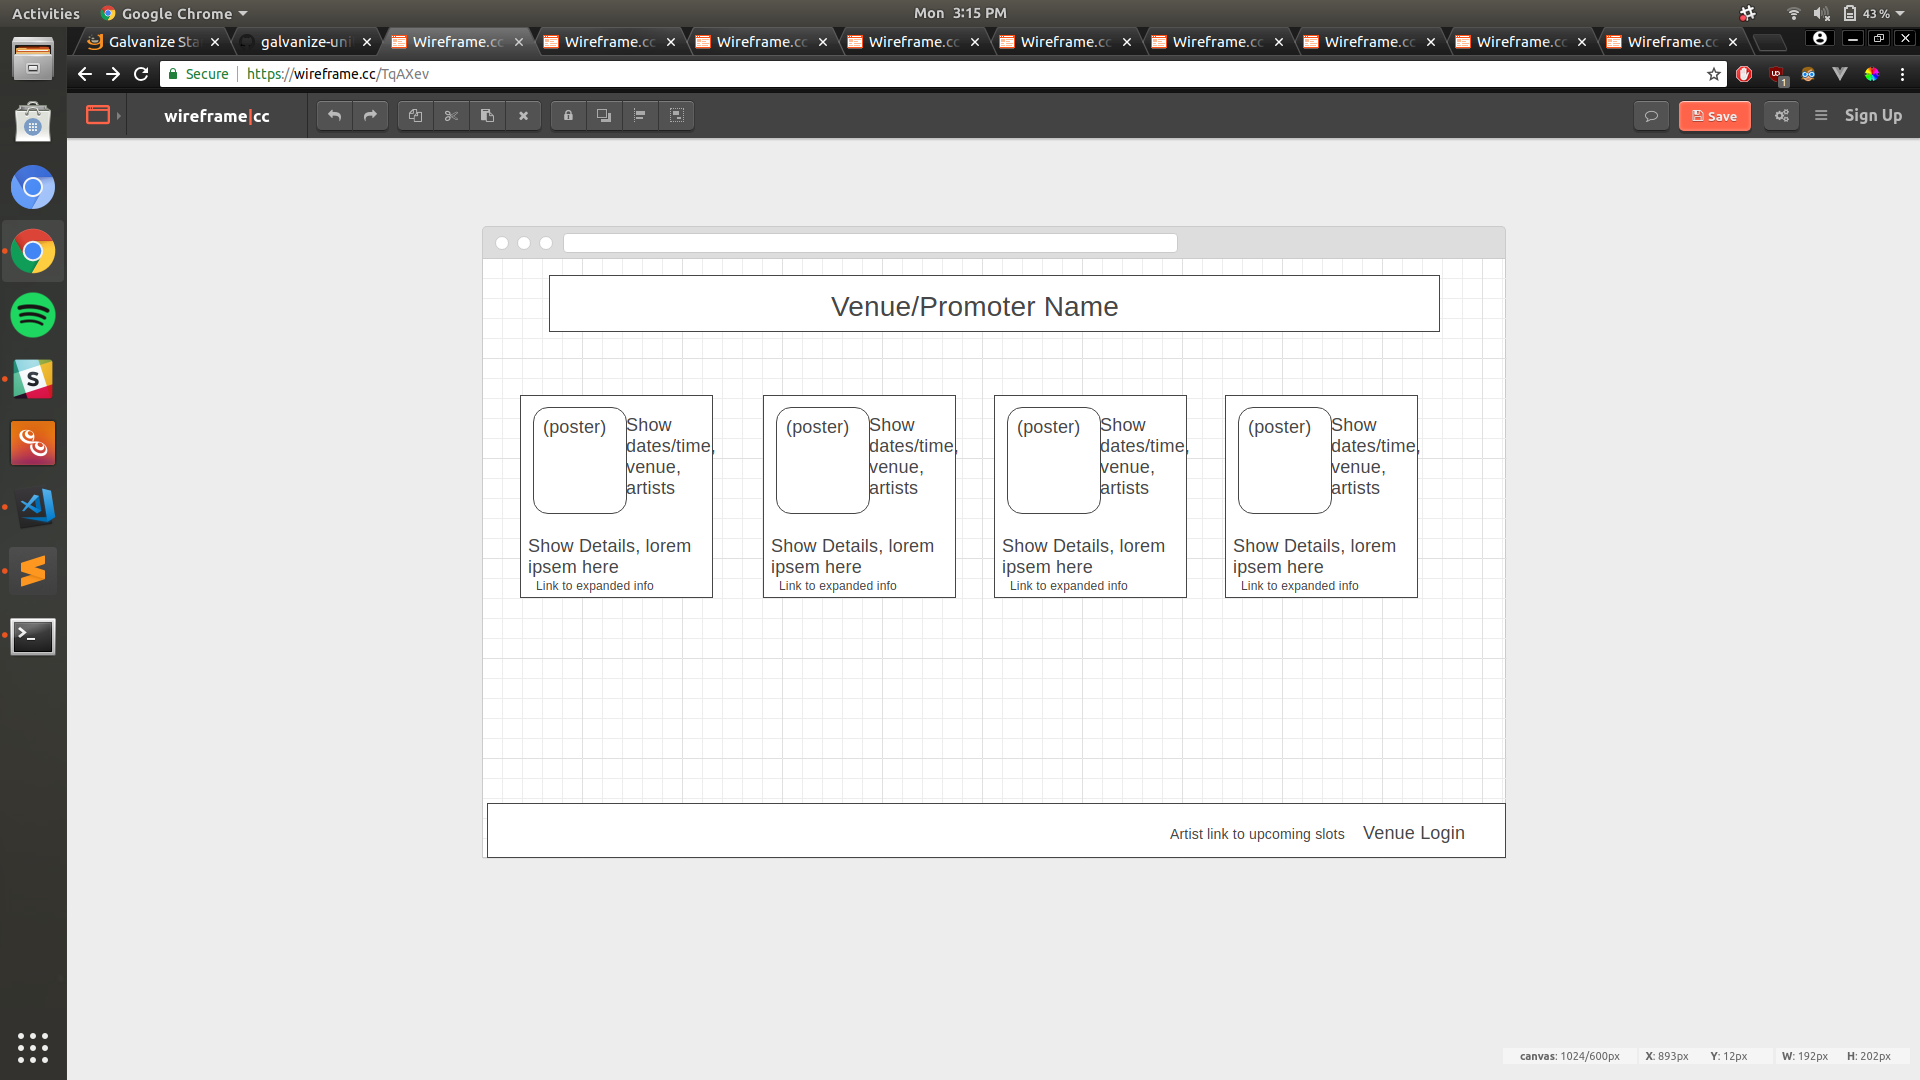 Activities
Google Chrome
Mon 3:15 PM
43 %
Galvanize Sta
galvanize-uni
Wireframe.cc
Wireframe.cc
Wireframe.cc
Wireframe.cc
Wireframe.cc
Wireframe.cc
Wireframe.cc
Wireframe.cc
Wireframe.cc
Secure
https://wireframe.cc/TqAXev
1
wireframe|cc
Save
Sign Up
Venue/Promoter Name
(poster)
Show
dates/time,
venue,
artists
Show Details, lorem
ipsem here
Link to expanded info
(poster)
Show
dates/time,
venue,
artists
Show Details, lorem
ipsem here
Link to expanded info
(poster)
Show
dates/time,
venue,
artists
Show Details, lorem
ipsem here
Link to expanded info
(poster)
Show
dates/time,
venue,
artists
Show Details, lorem
ipsem here
Link to expanded info
Artist link to upcoming slots
Venue Login
canvas: 1024/600px X: 893px Y: 12px W: 192px H: 202px